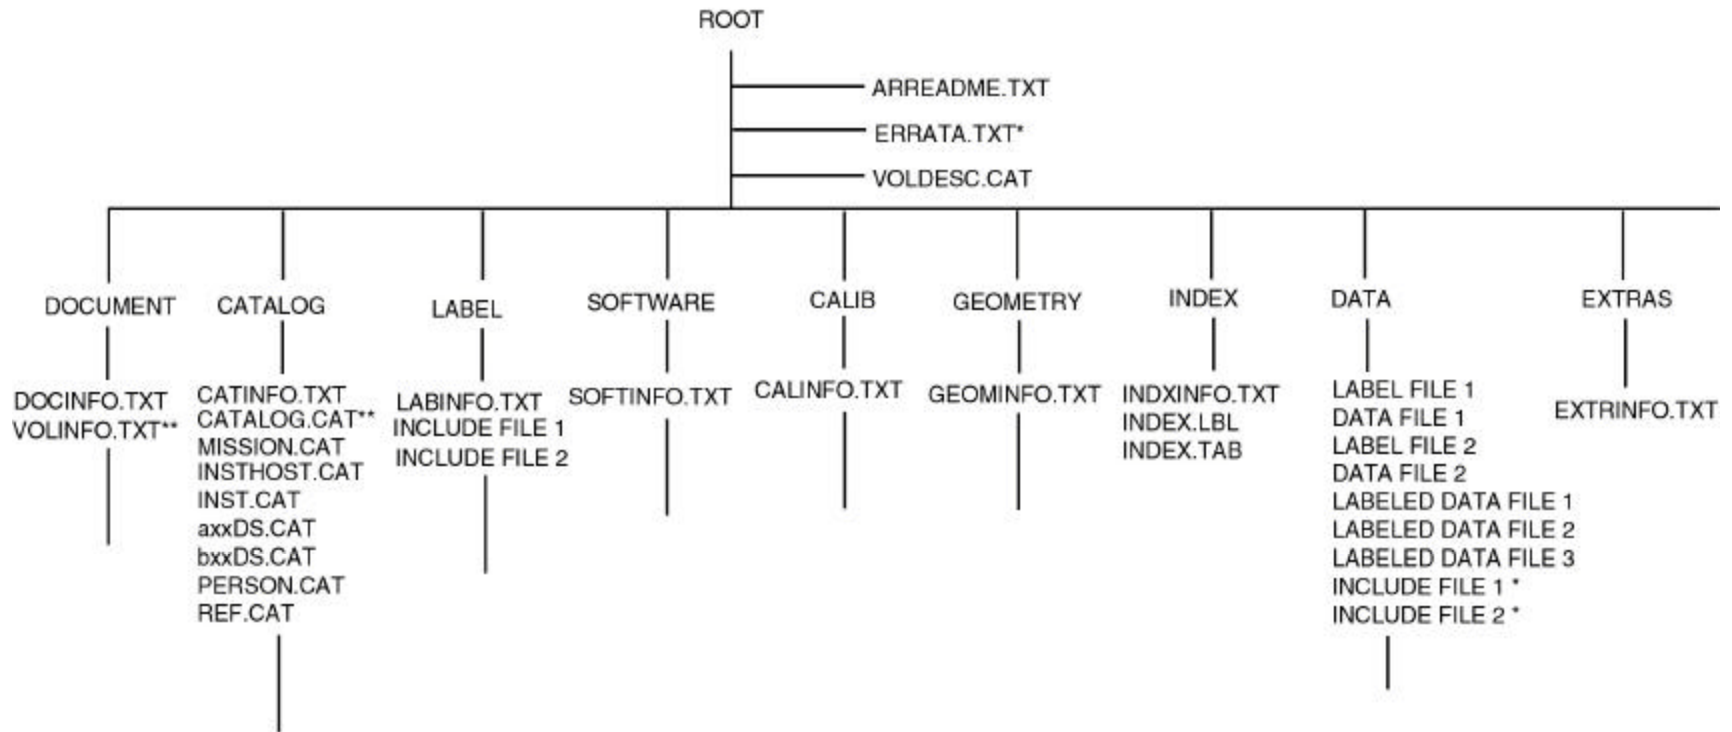 ROOT
ARREADME.TXT
ERRATA.TXT*
VOLDESC.CAT
DOCUMENT
DOCINFO.TXT
VOLINFO.TXT**
CATALOG
CATINFO.TXT
CATALOG.CAT**
MISSION.CAT
INSTHOST.CAT
INST.CAT
axxDS.CAT
bxxDS.CAT
PERSON.CAT
REF.CAT
LABEL
LABINFO.TXT
INCLUDE FILE 1
INCLUDE FILE 2
SOFTWARE
SOFTINFO.TXT
CALIB
CALINFO.TXT
GEOMETRY
GEOMINFO.TXT
INDEX
INDXINFO.TXT
INDEX.LBL
INDEX.TAB
DATA
LABEL FILE 1
DATA FILE 1
LABEL FILE 2
DATA FILE 2
LABELED DATA FILE 1
LABELED DATA FILE 2
LABELED DATA FILE 3
INCLUDE FILE 1 *
INCLUDE FILE 2 *
EXTRAS
EXTRINFO.TXT